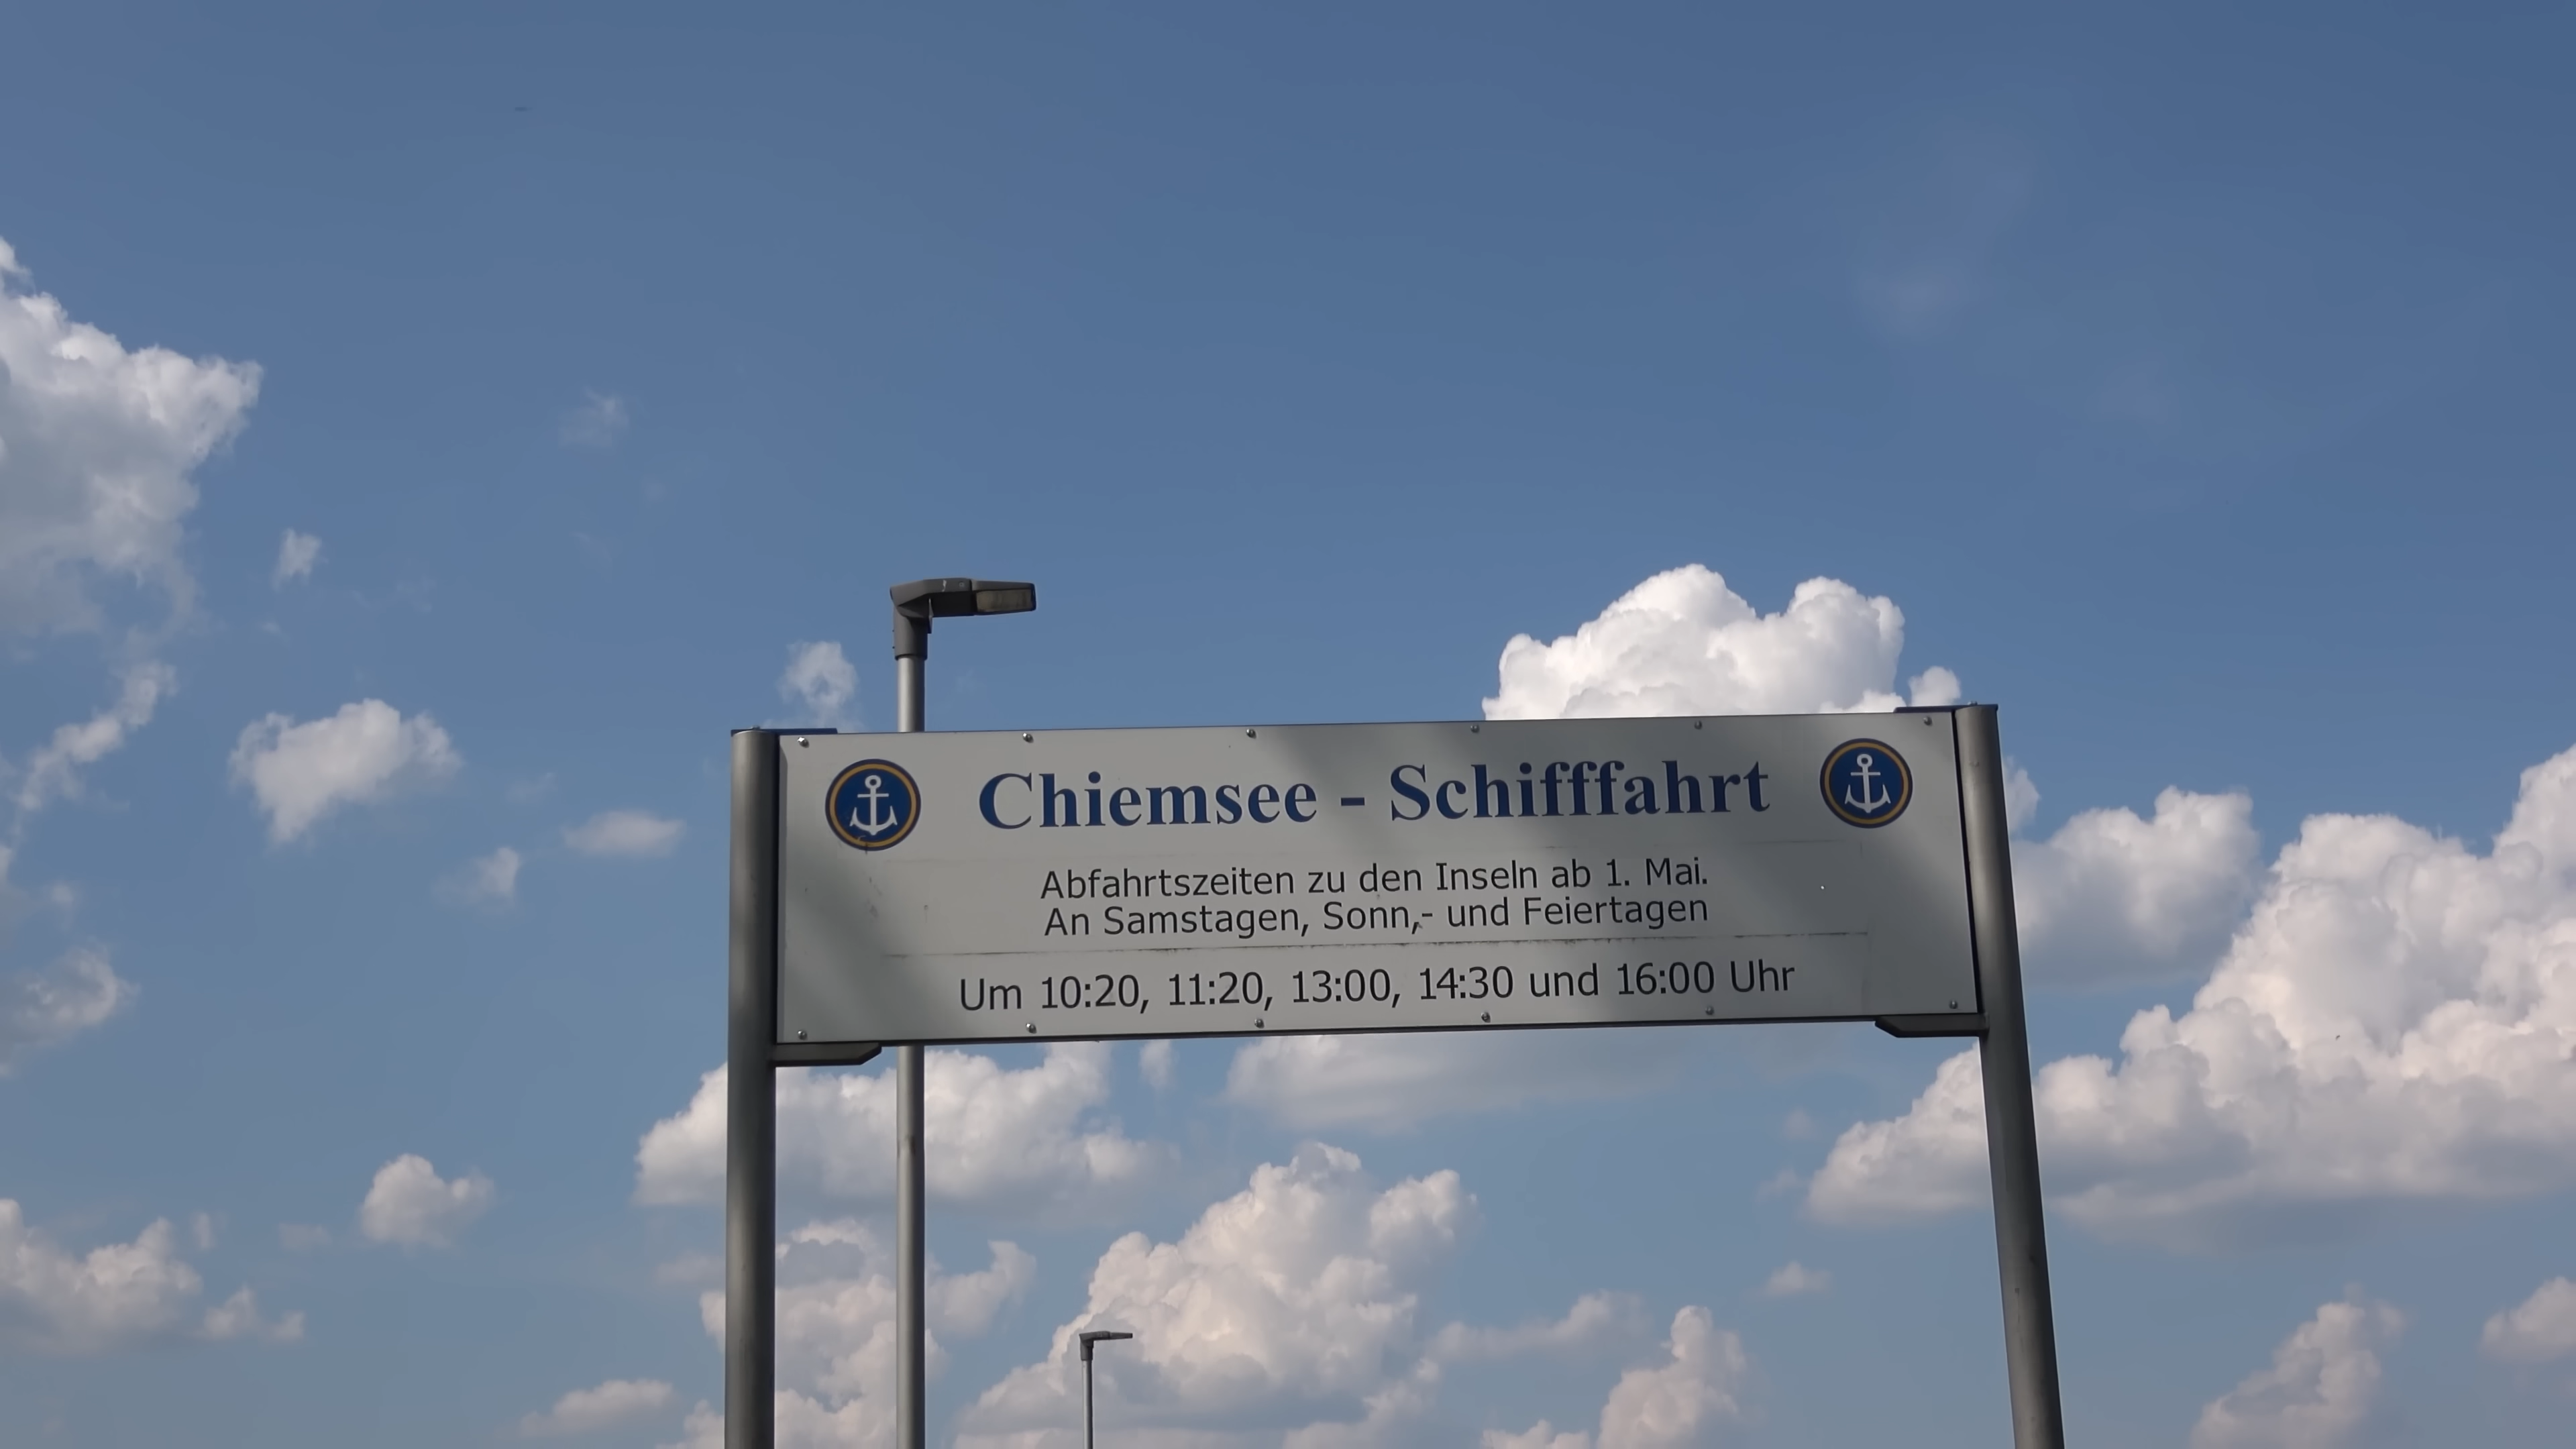 Chiemsee - Schifffahrt
Abfahrtszeiten zu den Inseln ab 1. Mai.
An Samstagen, Sonn,- und Feiertagen
Um 10:20, 11:20, 13:00, 14:30 und 16:00 Uhr